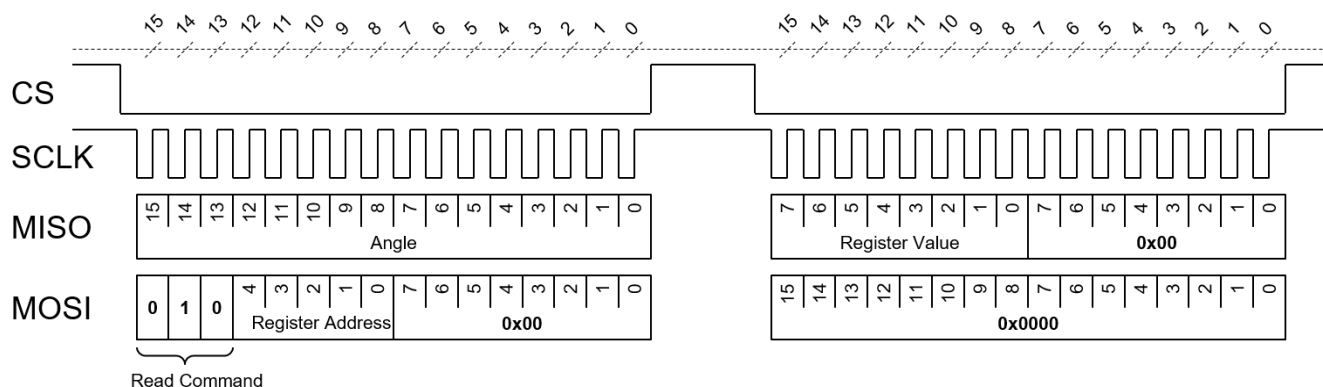 15 14 13 12 11 10 9 8 7 6 5 4 3 2 1 0 15 14 13 12 11 10 9 8 7 6 5 4 3 2 1 0
CS
SCLK
MISO
15 14 13 12 11 10 9 8 7 6 5 4 3 2 1 0 7 6 5 4 3 2 1 0 7 6 5 4 3 2 1 0
Angle Register Value 0x00
MOSI
0 1 0 4 3 2 1 0 7 6 5 4 3 2 1 0 15 14 13 12 11 10 9 8 7 6 5 4 3 2 1 0
Register Address 0x00 0x0000
Read Command